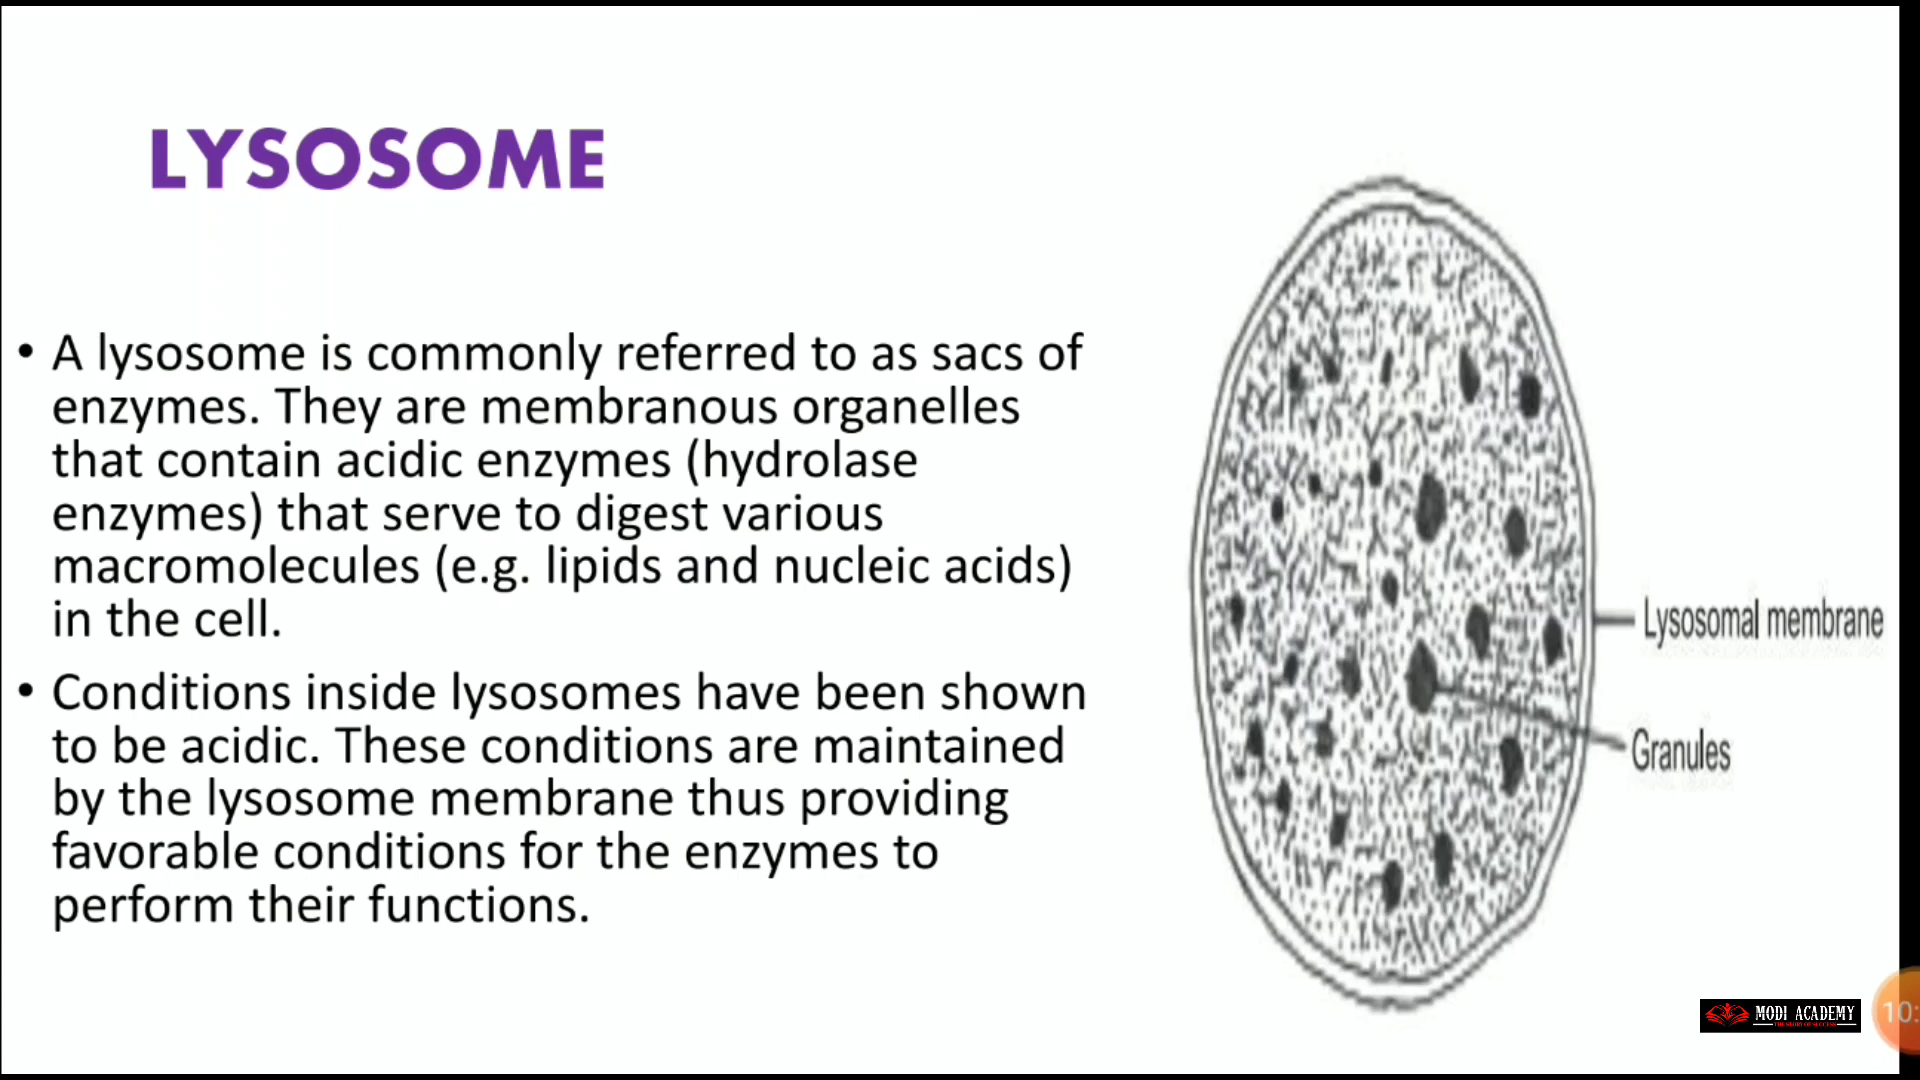 LYSOSOME
• A lysosome is commonly referred to as sacs of
enzymes. They are membranous organelles
that contain acidic enzymes (hydrolase
enzymes) that serve to digest various
macromolecules (e.g. lipids and nucleic acids)
in the cell.
• Conditions inside lysosomes have been shown
to be acidic. These conditions are maintained
by the lysosome membrane thus providing
favorable conditions for the enzymes to
perform their functions.
Lysosomal membrane
Granules
MODI ACADEMY
10: